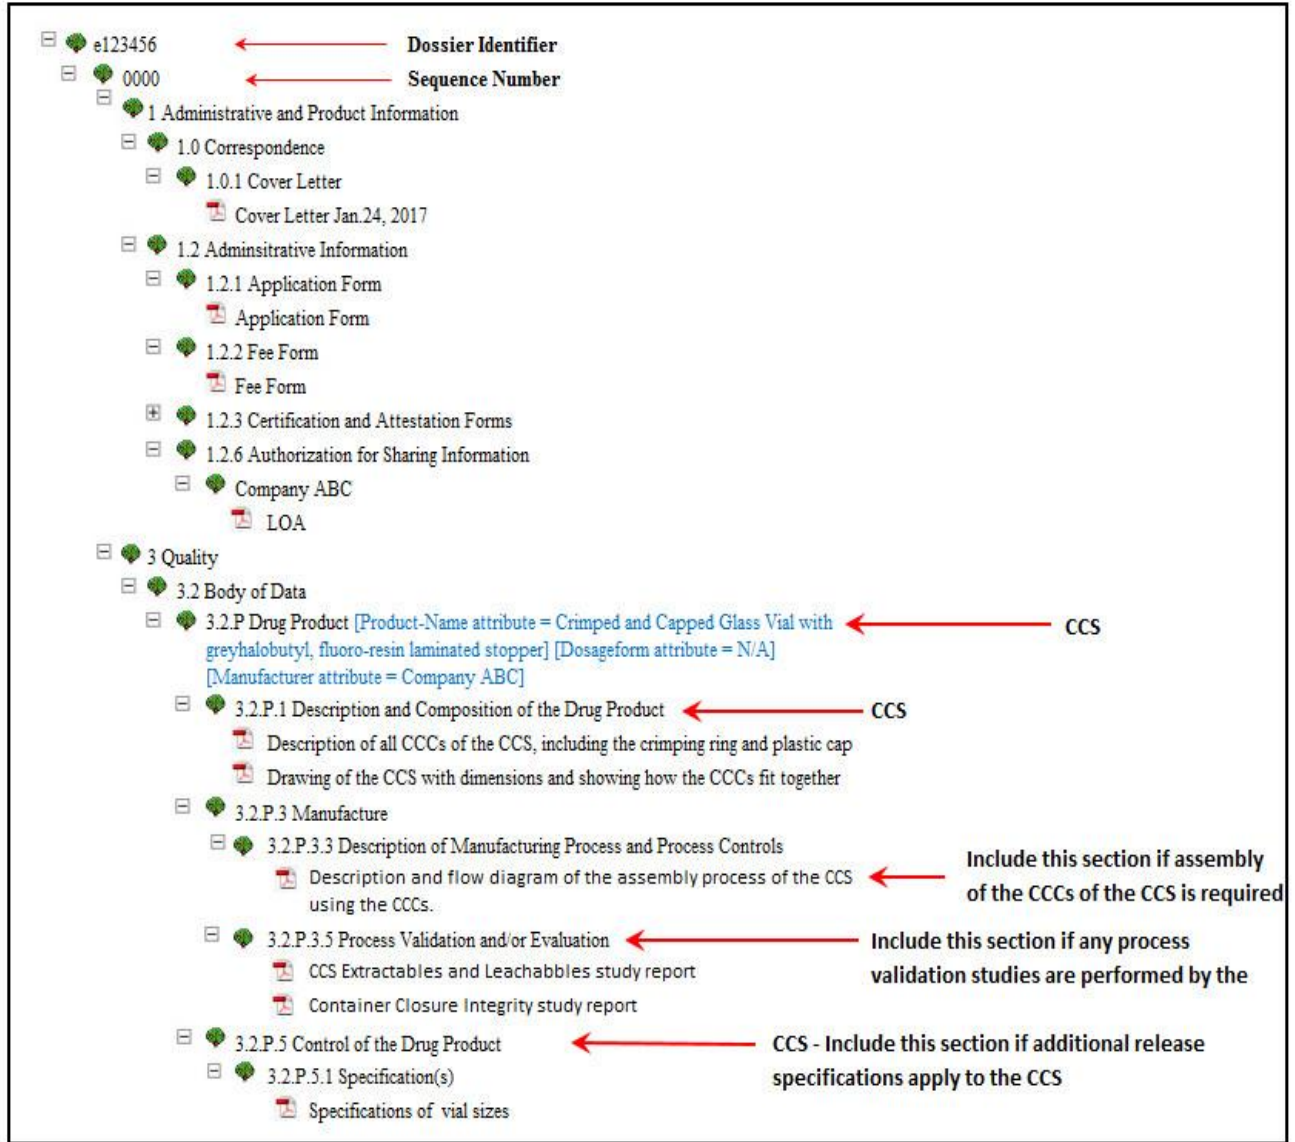 e123456 Dossier Identifier
0000 Sequence Number
1 Administrative and Product Information
1.0 Correspondence
1.0.1 Cover Letter
Cover Letter Jan.24, 2017
1.2 Adminsitrative Information
1.2.1 Application Form
Application Form
1.2.2 Fee Form
Fee Form
1.2.3 Certification and Attestation Forms
1.2.6 Authorization for Sharing Information
Company ABC
LOA
3 Quality
3.2 Body of Data
3.2.P Drug Product [Product-Name attribute = Crimped and Capped Glass Vial with
greyhalobutyl, fluoro-resin laminated stopper] [Dosageform attribute = N/A]
[Manufacturer attribute = Company ABC]
CCS
3.2.P.1 Description and Composition of the Drug Product CCS
Description of all CCCs of the CCS, including the crimping ring and plastic cap
Drawing of the CCS with dimensions and showing how the CCCs fit together
3.2.P.3 Manufacture
3.2.P.3.3 Description of Manufacturing Process and Process Controls
Description and flow diagram of the assembly process of the CCS
using the CCCs.
Include this section if assembly
of the CCCs of the CCS is required
3.2.P.3.5 Process Validation and/or Evaluation
Include this section if any process
validation studies are performed by the
CCS Extractables and Leachabbles study report
Container Closure Integrity study report
3.2.P.5 Control of the Drug Product
CCS - Include this section if additional release
specifications apply to the CCS
3.2.P.5.1 Specification(s)
Specifications of vial sizes